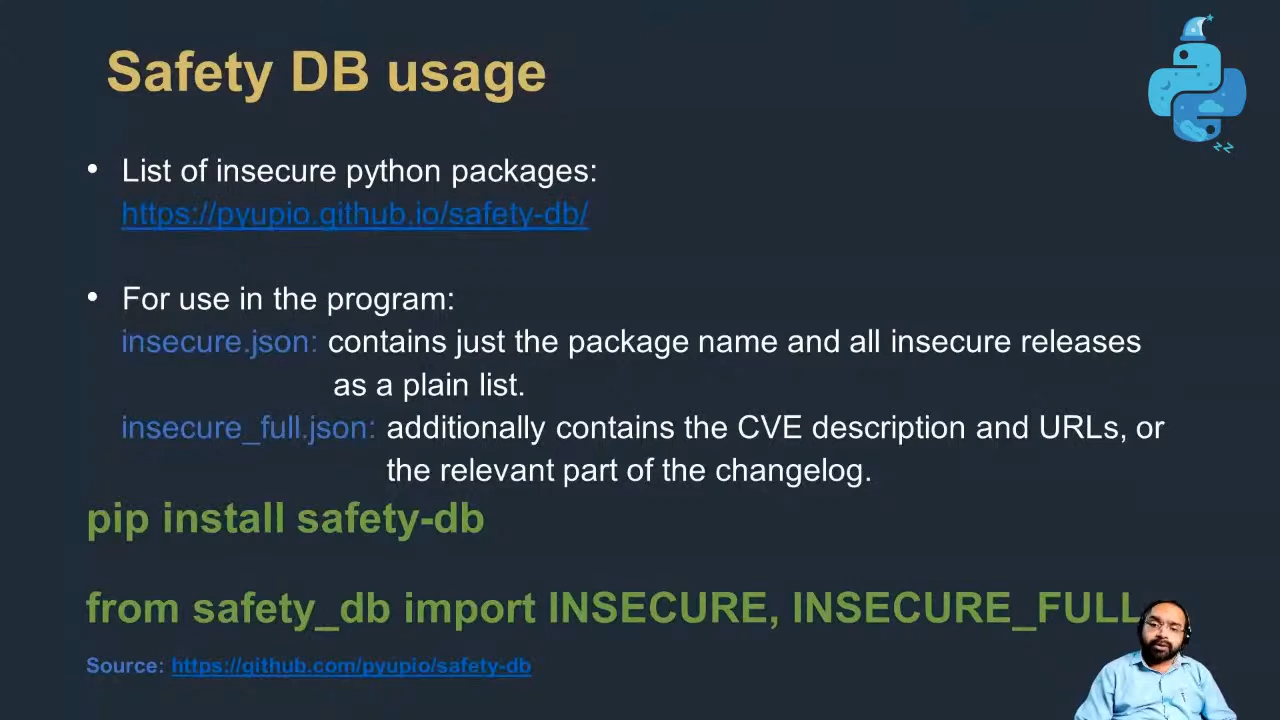 Safety DB usage
• List of insecure python packages:
https://pyupio.github.io/safety-db/
• For use in the program:
insecure.json: contains just the package name and all insecure releases
as a plain list.
insecure_full.json: additionally contains the CVE description and URLs, or
the relevant part of the changelog.
pip install safety-db
from safety_db import INSECURE, INSECURE_FULL
Source: https://github.com/pyupio/safety-db
zz